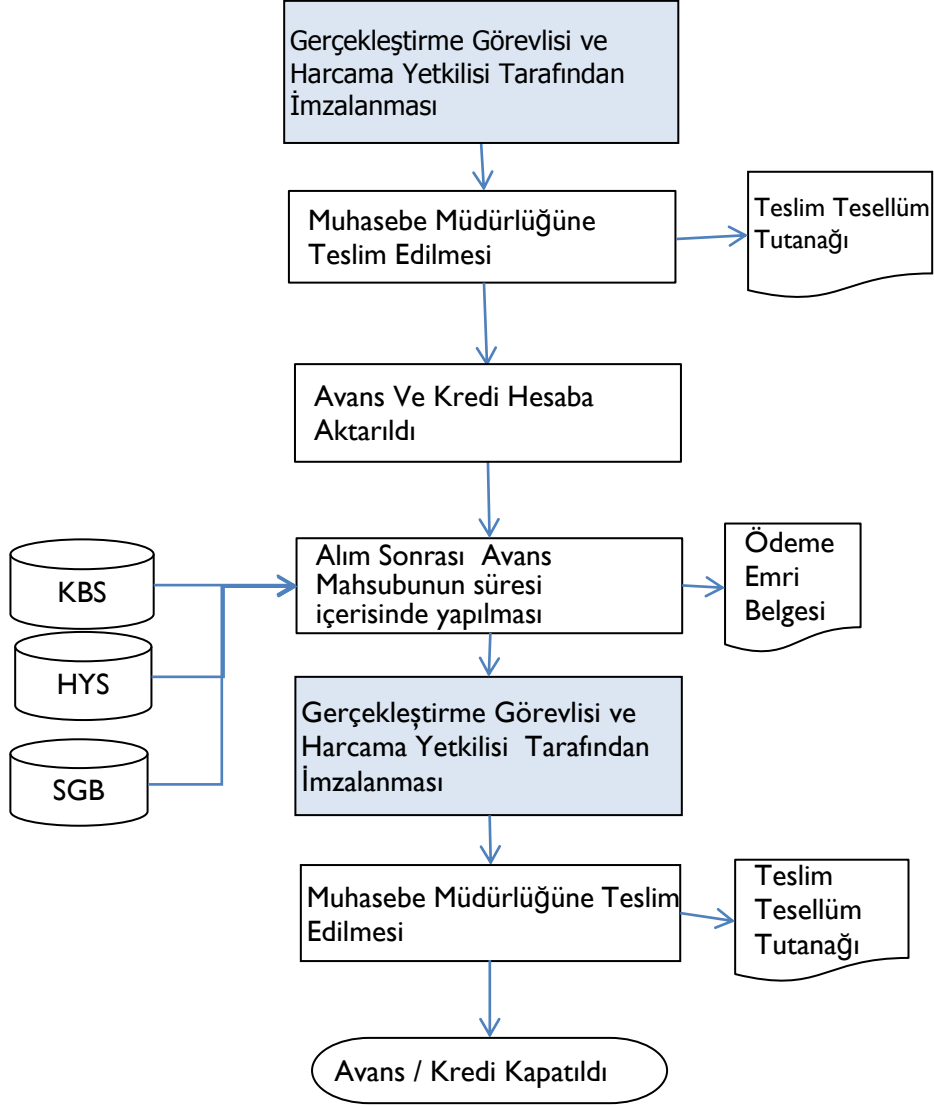 Gerçekleştirme Görevlisi ve
Harcama Yetkilisi Tarafından
İmzalanması
Muhasebe Müdürlüğüne
Teslim Edilmesi
Teslim Tesellüm
Tutanağı
Avans Ve Kredi Hesaba
Aktarıldı
KBS
HYS
SGB
Alım Sonrası  Avans
Mahsubunun süresi
içerisinde yapılması
Ödeme
Emri
Belgesi
Gerçekleştirme Görevlisi ve
Harcama Yetkilisi  Tarafından
İmzalanması
Muhasebe Müdürlüğüne Teslim
Edilmesi
Teslim
Tesellüm
Tutanağı
Avans / Kredi Kapatıldı